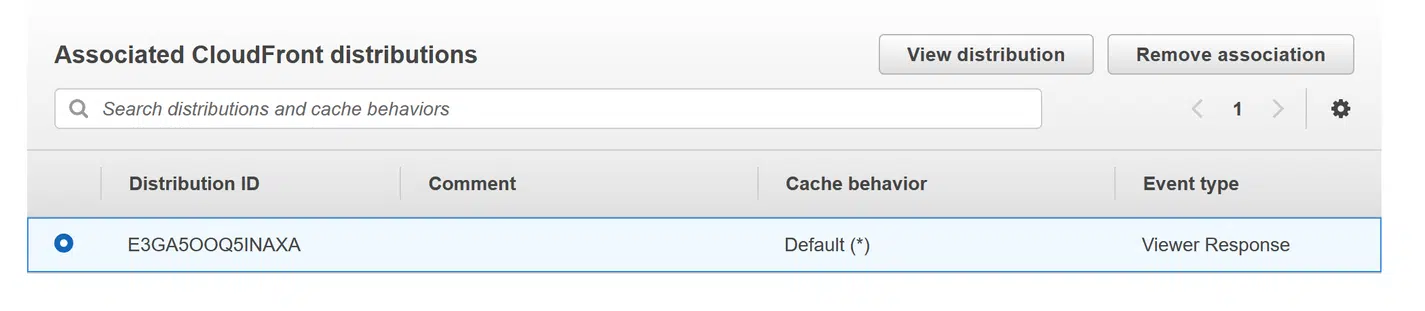 Associated CloudFront distributions View distribution Remove association
Search distributions and cache behaviors 1
Distribution ID Comment Cache behavior Event type
E3GA5OOQ5INAXA Default (*) Viewer Response